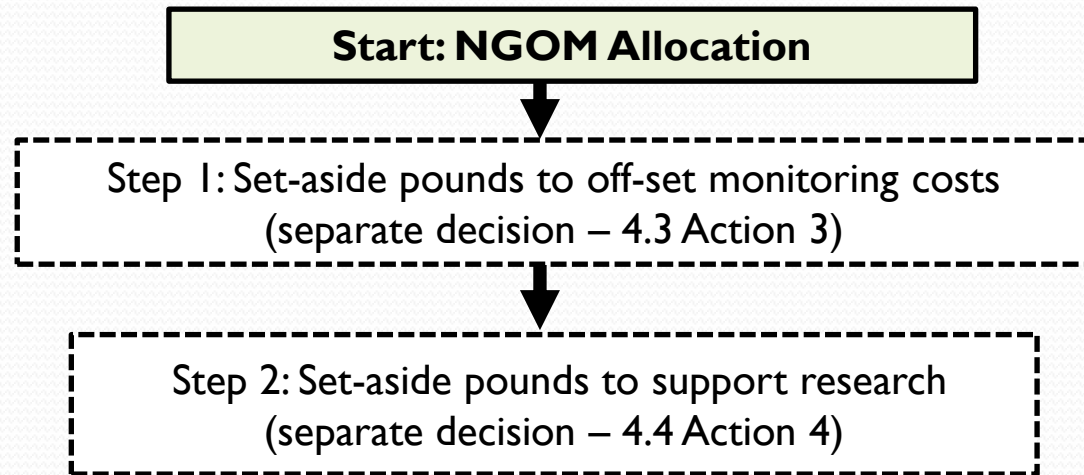 Start: NGOM Allocation
Step 1: Set-aside pounds to off-set monitoring costs
(separate decision – 4.3 Action 3)
Step 2: Set-aside pounds to support research
(separate decision – 4.4 Action 4)